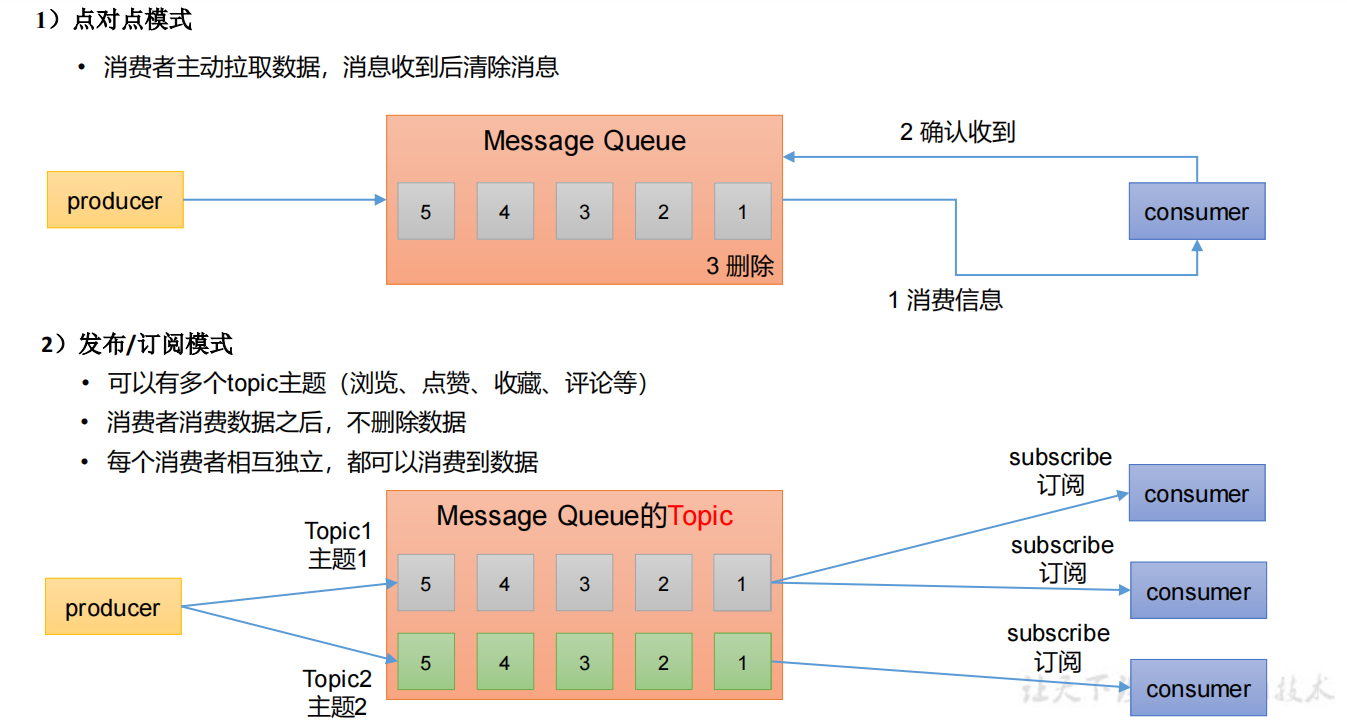 1）点对点模式
• 消费者主动拉取数据，消息收到后清除消息
Message Queue
2 确认收到
producer
5 4 3 2 1
consumer
3 删除
1 消费信息
2）发布/订阅模式
• 可以有多个topic主题（浏览、点赞、收藏、评论等）
• 消费者消费数据之后，不删除数据
• 每个消费者相互独立，都可以消费到数据
Message Queue的Topic
Topic1
主题1
5 4 3 2 1
producer
5 4 3 2 1
Topic2
主题2
subscribe
订阅
consumer
subscribe
订阅
consumer
subscribe
订阅
consumer
让天下
技术